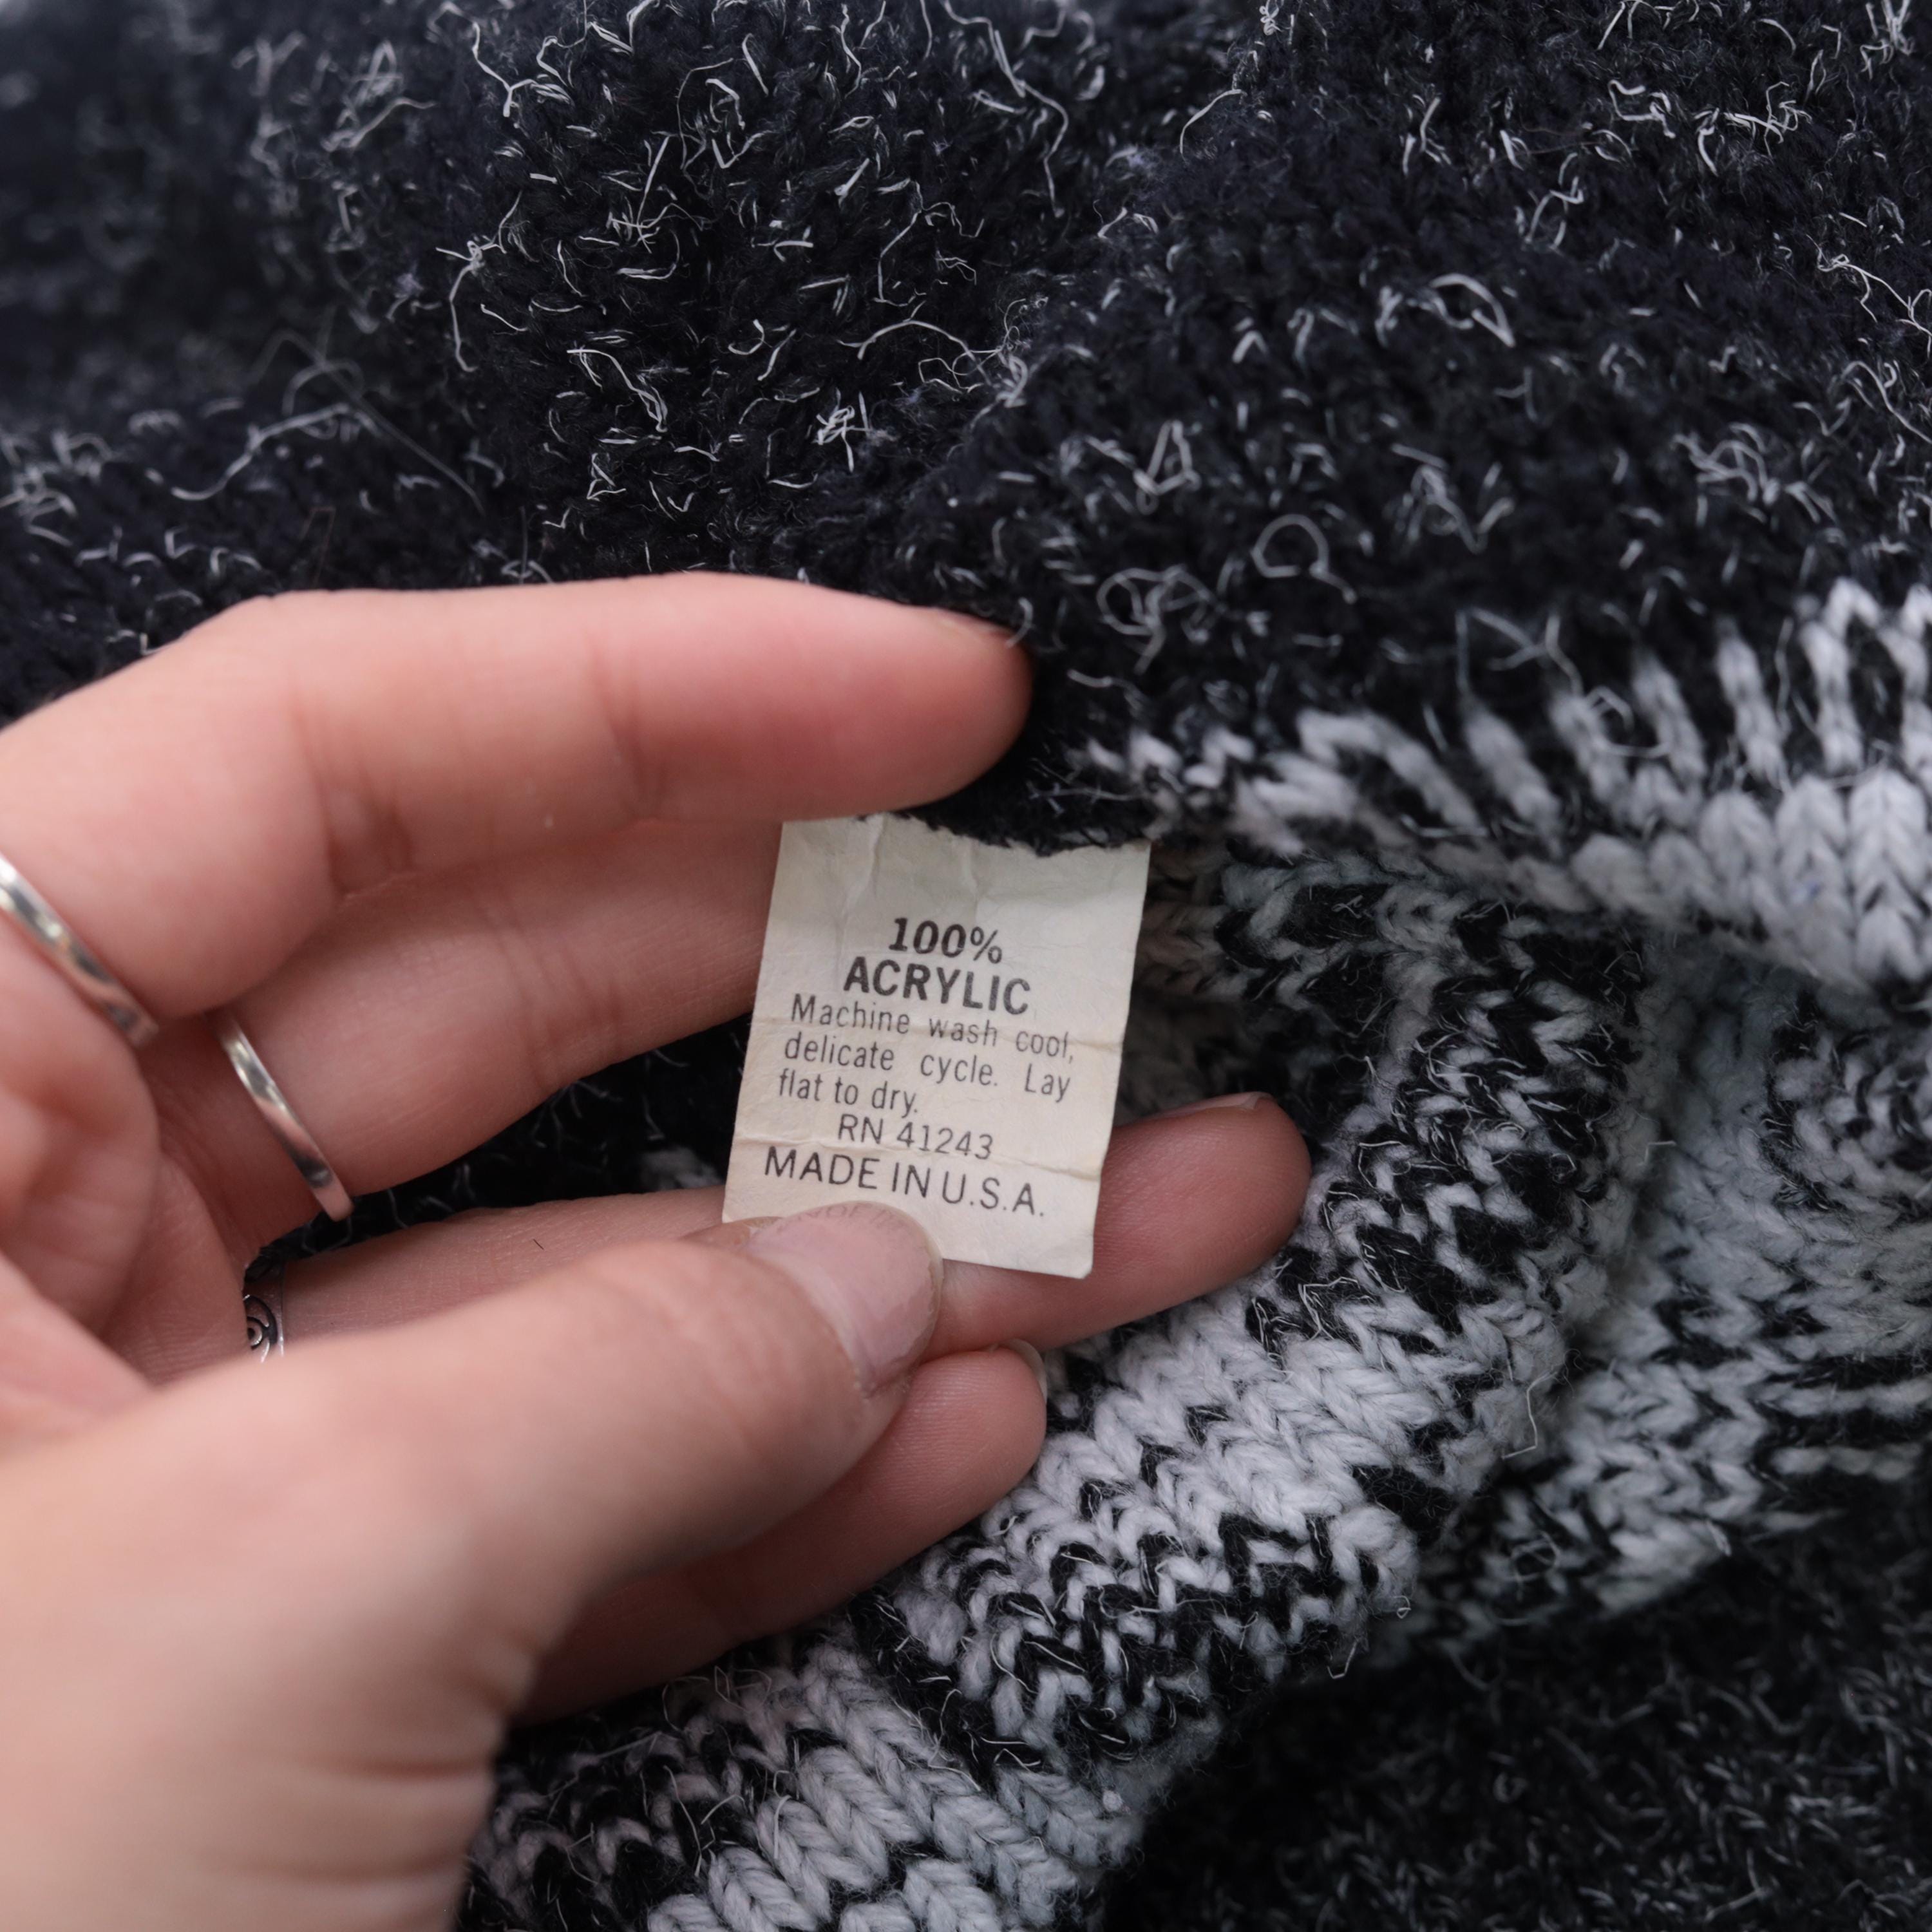 100%
ACRYLIC
Machine wash cool,
delicate cycle. Lay
flat to dry.
RN 41243
MADE IN U.S.A.